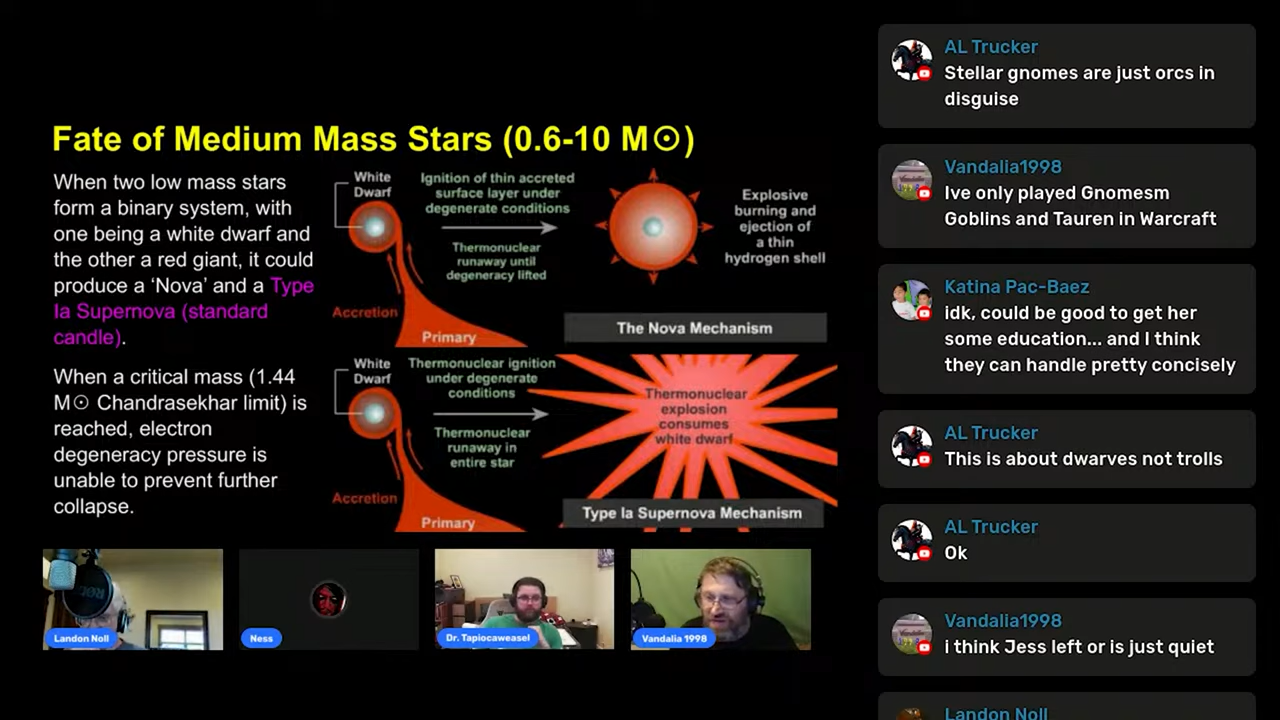 Fate of Medium Mass Stars (0.6-10 M☉)
When two low mass stars
form a binary system, with
one being a white dwarf and
the other a red giant, it could
produce a ‘Nova’ and a Type
Ia Supernova (standard
candle).
When a critical mass (1.44
M☉ Chandrasekhar limit) is
reached, electron
degeneracy pressure is
unable to prevent further
collapse.
White
Dwarf
Ignition of thin accreted
surface layer under
degenerate conditions
Thermonuclear
runaway until
degeneracy lifted
Explosive
burning and
ejection of
a thin
hydrogen shell
Accretion
Primary
The Nova Mechanism
White
Dwarf
Thermonuclear ignition
under degenerate
conditions
Thermonuclear
runaway in
entire star
Thermonuclear
explosion
consumes
white dwarf
Accretion
Primary
Type Ia Supernova Mechanism
Landon Noll
Ness
Dr. Tapiocaweasel
Vandalia 1998
AL Trucker
Stellar gnomes are just orcs in
disguise
Vandalia1998
Ive only played Gnomesm
Goblins and Tauren in Warcraft
Katina Pac-Baez
idk, could be good to get her
some education... and I think
they can handle pretty concisely
AL Trucker
This is about dwarves not trolls
AL Trucker
Ok
Vandalia1998
i think Jess left or is just quiet
Landon Noll